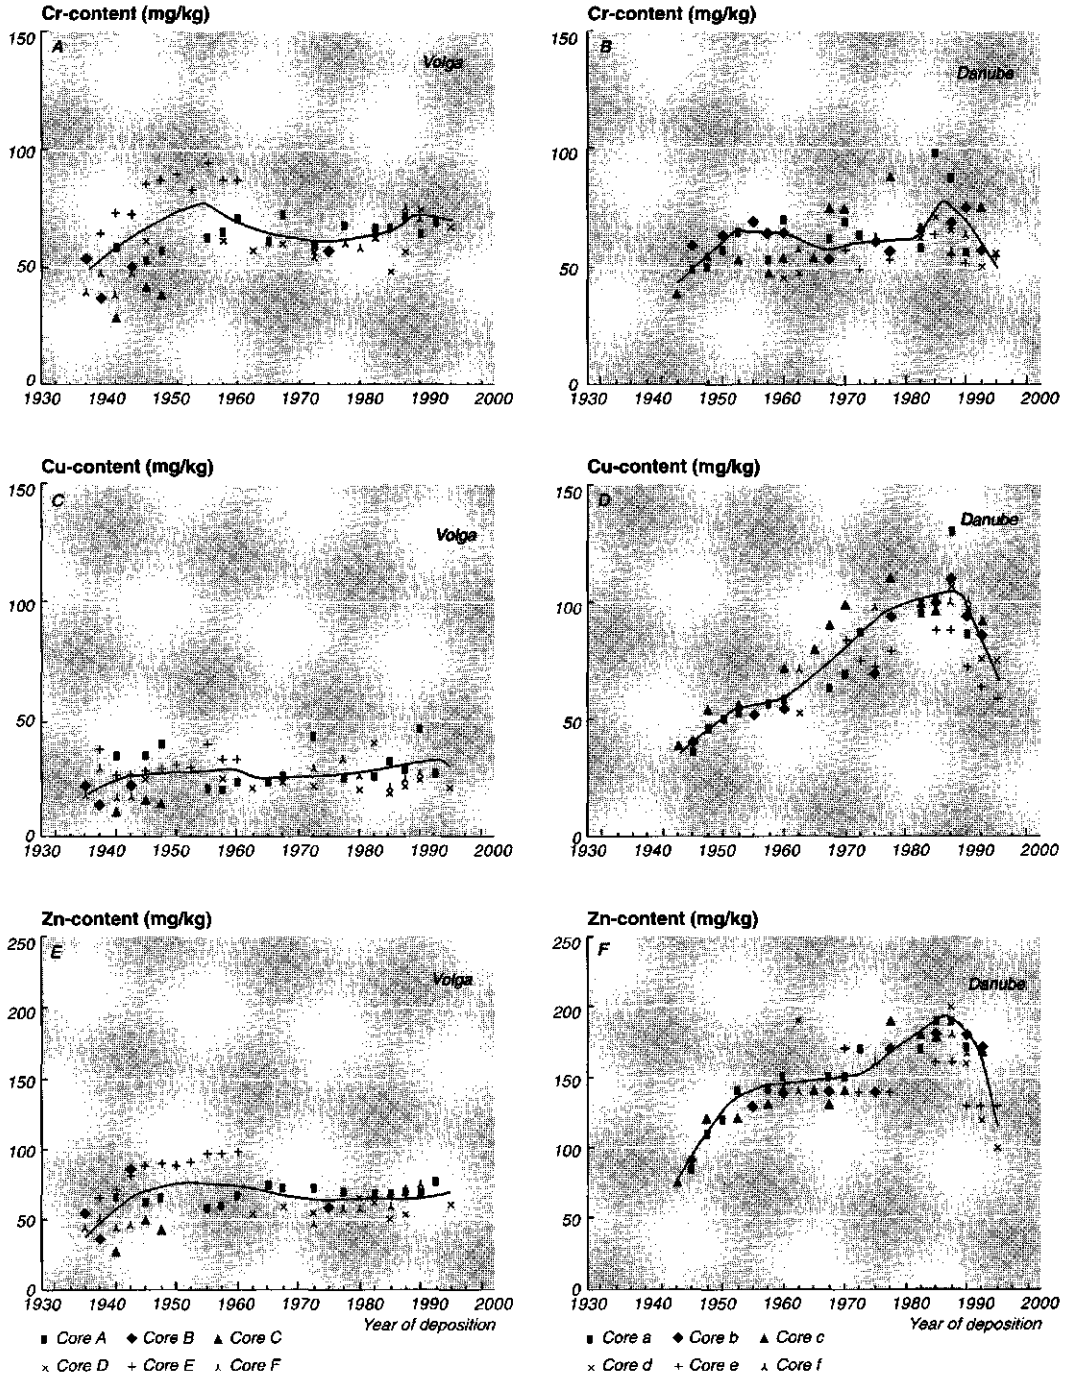 Cr-content (mg/kg)
150
100
50
0
A
Volga
1930 1940 1950 1960 1970 1980 1990 2000
Cr-content (mg/kg)
150
100
50
0
B
Danube
1930 1940 1950 1960 1970 1980 1990 2000
Cu-content (mg/kg)
150
100
50
0
C
Volga
1930 1940 1950 1960 1970 1980 1990 2000
Cu-content (mg/kg)
150
100
50
0
D
Danube
1930 1940 1950 1960 1970 1980 1990 2000
Zn-content (mg/kg)
250
200
150
100
50
0
E
Volga
1930 1940 1950 1960 1970 1980 1990 2000
Year of deposition
Core A Core B Core C
Core D Core E Core F
Zn-content (mg/kg)
250
200
150
100
50
0
F
Danube
1930 1940 1950 1960 1970 1980 1990 2000
Year of deposition
Core a Core b Core c
Core d Core e Core f